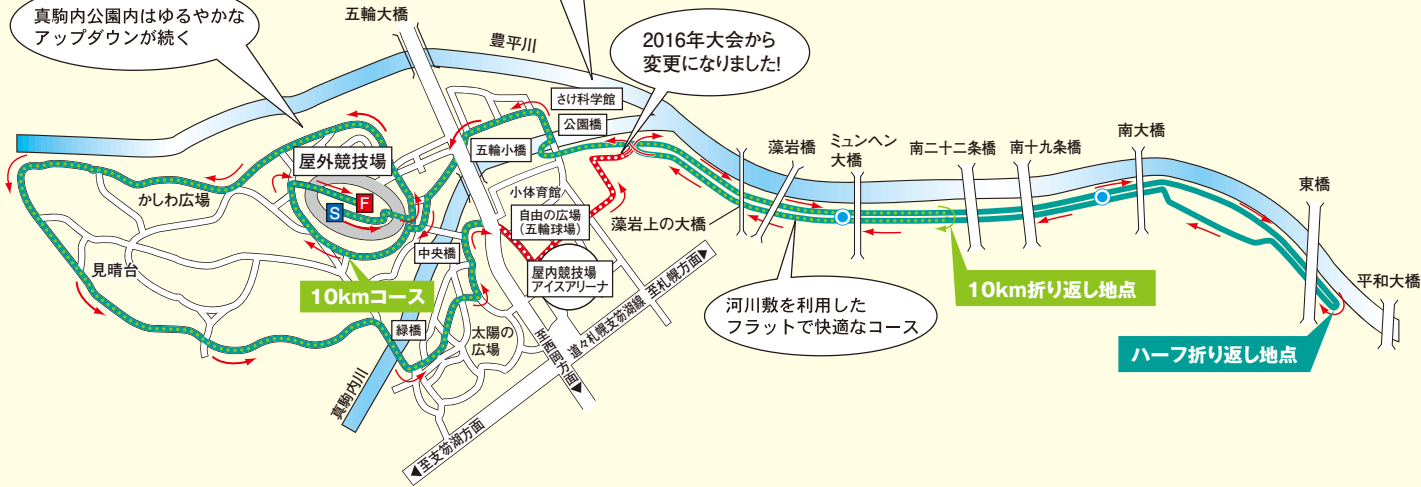 真駒内公園内はゆるやかな
アップダウンが続く
五輪大橋
豊平川
2016年大会から
変更になりました!
さけ科学館
公園橋
五輪小橋
屋外競技場
かしわ広場
S
F
小体育館
自由の広場
(五輪球場)
藻岩上の大橋
藻岩橋
ミュンヘン
大橋
南二十二条橋
南十九条橋
南大橋
東橋
平和大橋
見晴台
中央橋
屋内競技場
アイスアリーナ
10kmコース
10km折り返し地点
河川敷を利用した
フラットで快適なコース
ハーフ折り返し地点
緑橋
太陽の
広場
真駒内川
至西岡方面▶
道々札幌支笏湖線 至札幌方面▶
◀至支笏湖方面